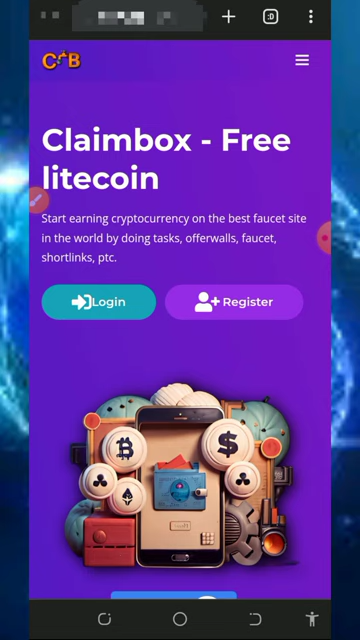 :D
CB
Claimbox - Free
litecoin
Start earning cryptocurrency on the best faucet site
in the world by doing tasks, offerwalls, faucet,
shortlinks, ptc.
Login
Register